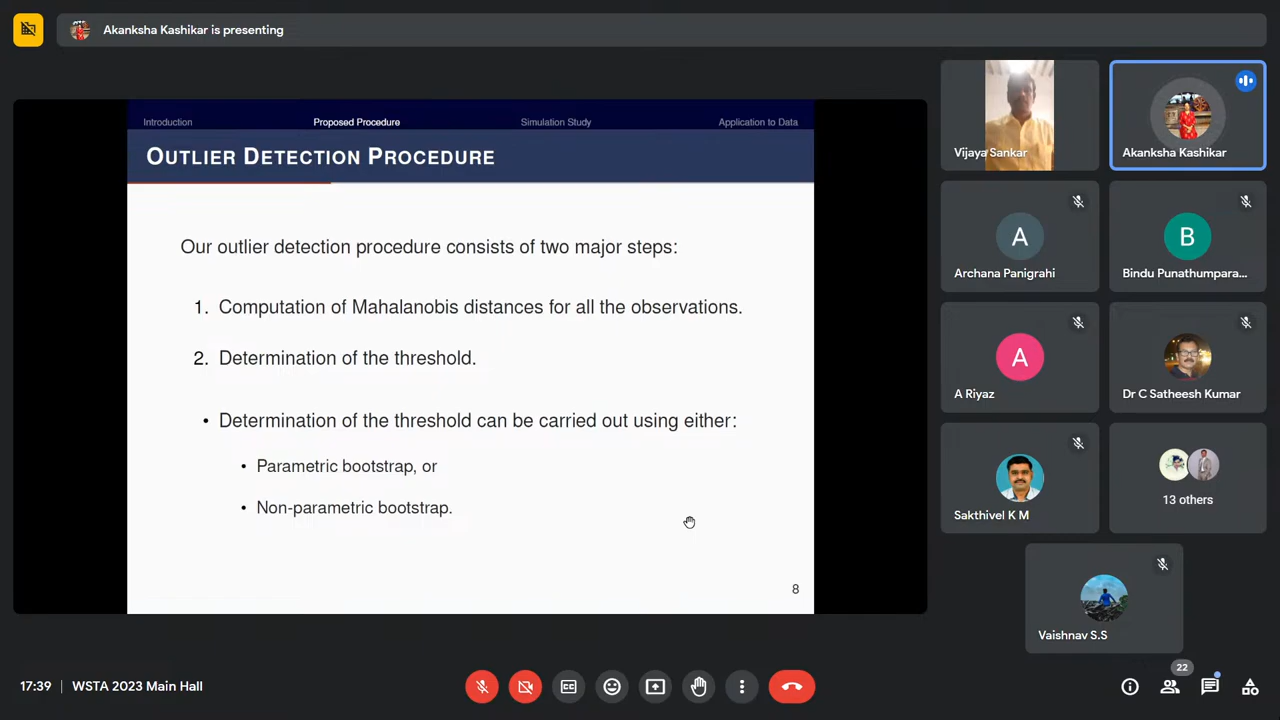 Akanksha Kashikar is presenting
Introduction Proposed Procedure Simulation Study Application to Data
OUTLIER DETECTION PROCEDURE
Our outlier detection procedure consists of two major steps:
1. Computation of Mahalanobis distances for all the observations.
2. Determination of the threshold.
• Determination of the threshold can be carried out using either:
• Parametric bootstrap, or
• Non-parametric bootstrap.
8
Vijaya Sankar
Akanksha Kashikar
A
Archana Panigrahi
B
Bindu Punathumpara...
A
A Riyaz
Dr C Satheesh Kumar
Sakthivel K M
13 others
Vaishnav S.S
17:39 | WSTA 2023 Main Hall
CC
22